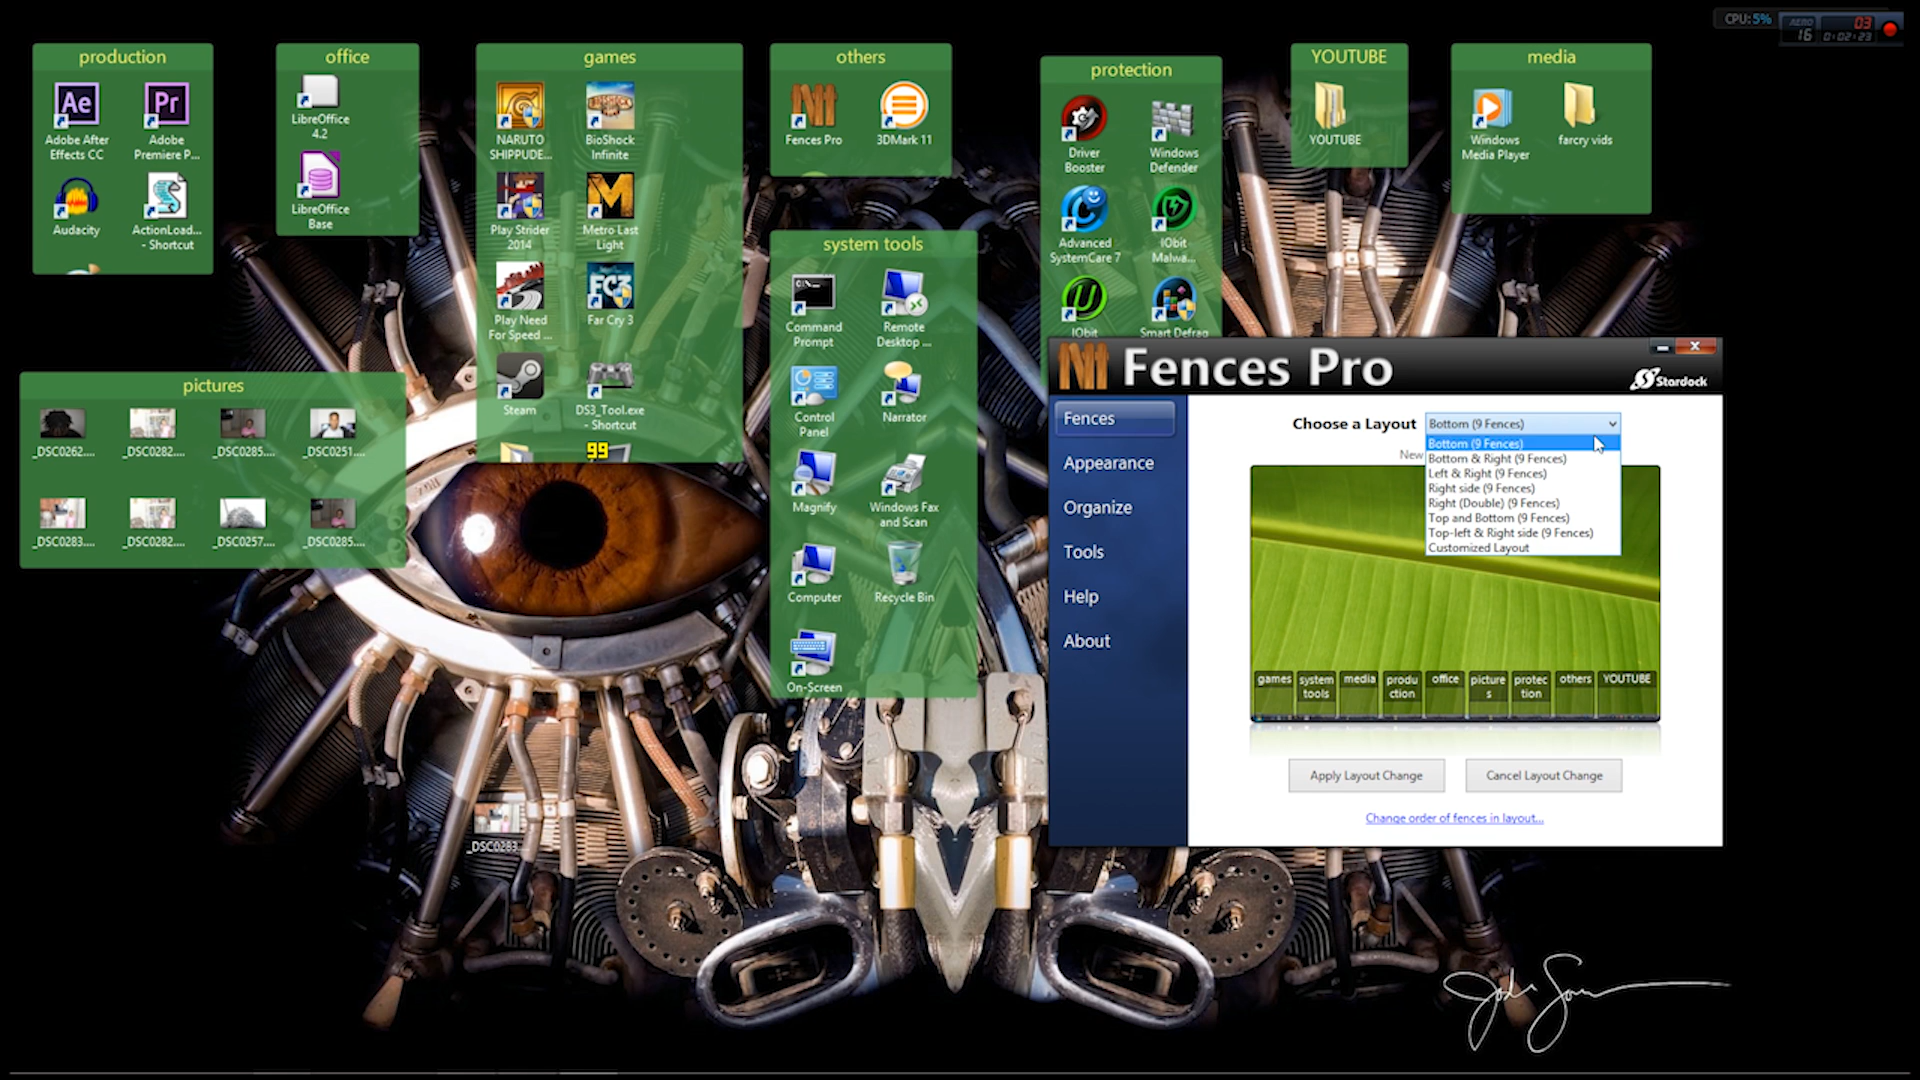 CPU: 5%
AERO
16
03
0:02:23
production
Adobe After
Effects CC
Adobe
Premiere P...
Audacity
ActionLoad...
- Shortcut
office
LibreOffice
4.2
LibreOffice
Base
games
NARUTO
SHIPPUDE...
BioShock
Infinite
Play Strider
2014
Metro Last
Light
Play Need
For Speed ...
FC3
Far Cry 3
Steam
DS3_Tool.exe
- Shortcut
99
others
Fences Pro
3DMark 11
system tools
Command
Prompt
Remote
Desktop ...
Control
Panel
Narrator
Magnify
Windows Fax
and Scan
Computer
Recycle Bin
On-Screen
protection
Driver
Booster
Windows
Defender
Advanced
SystemCare 7
IObit
Malwa...
IObit
Smart Defrag
YOUTUBE
YOUTUBE
media
Windows
Media Player
farcry vids
pictures
_DSC0262....
_DSC0282....
_DSC0285....
_DSC0251....
_DSC0283....
_DSC0282....
_DSC0257....
_DSC0285....
_DSC0283....
Fences Pro
Stardock
Fences
Appearance
Organize
Tools
Help
About
Choose a Layout
Bottom (9 Fences)
New
Bottom (9 Fences)
Bottom & Right (9 Fences)
Left & Right (9 Fences)
Right side (9 Fences)
Right (Double) (9 Fences)
Top and Bottom (9 Fences)
Top-left & Right side (9 Fences)
Customized Layout
games
system
tools
media
produ
ction
office
picture
s
protec
tion
others
YOUTUBE
Apply Layout Change
Cancel Layout Change
Change order of fences in layout...